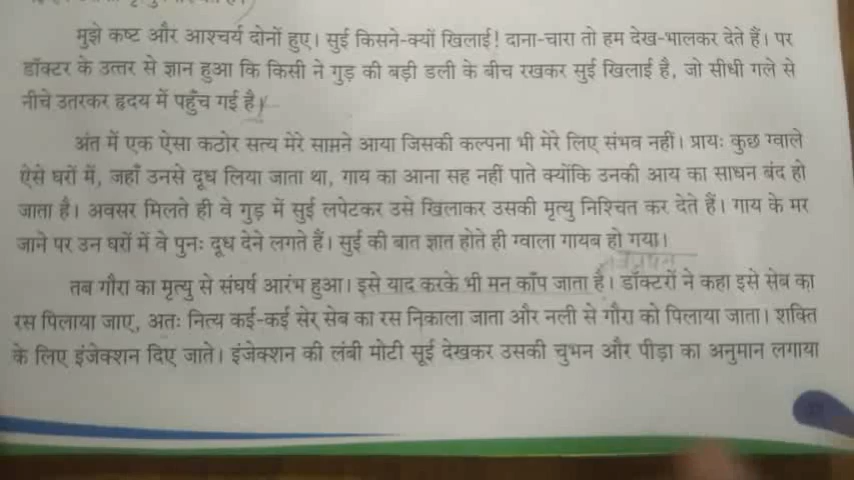 मुझे कष्ट और आश्चर्य दोनों हुए। सुई किसने-क्यों खिलाई! दाना-चारा तो हम देख-भालकर देते हैं। पर
डॉक्टर के उत्तर से ज्ञान हुआ कि किसी ने गुड़ की बड़ी डली के बीच रखकर सुई खिलाई है, जो सीधी गले से
नीचे उतरकर हृदय में पहुँच गई है।
अंत में एक ऐसा कठोर सत्य मेरे सामने आया जिसकी कल्पना भी मेरे लिए संभव नहीं। प्रायः कुछ ग्वाले
ऐसे घरों में, जहाँ उनसे दूध लिया जाता था, गाय का आना सह नहीं पाते क्योंकि उनकी आय का साधन बंद हो
जाता है। अवसर मिलते ही वे गुड़ में सुई लपेटकर उसे खिलाकर उसकी मृत्यु निश्चित कर देते हैं। गाय के मर
जाने पर उन घरों में वे पुनः दूध देने लगते हैं। सुई की बात ज्ञात होते ही ग्वाला गायब हो गया।
तब गौरा का मृत्यु से संघर्ष आरंभ हुआ। इसे याद करके भी मन काँप जाता है। डॉक्टरों ने कहा इसे सेब का
रस पिलाया जाए, अतः नित्य कई-कई सेर सेब का रस निकाला जाता और नली से गौरा को पिलाया जाता। शक्ति
के लिए इंजेक्शन दिए जाते। इंजेक्शन की लंबी मोटी सूई देखकर उसकी चुभन और पीड़ा का अनुमान लगाया